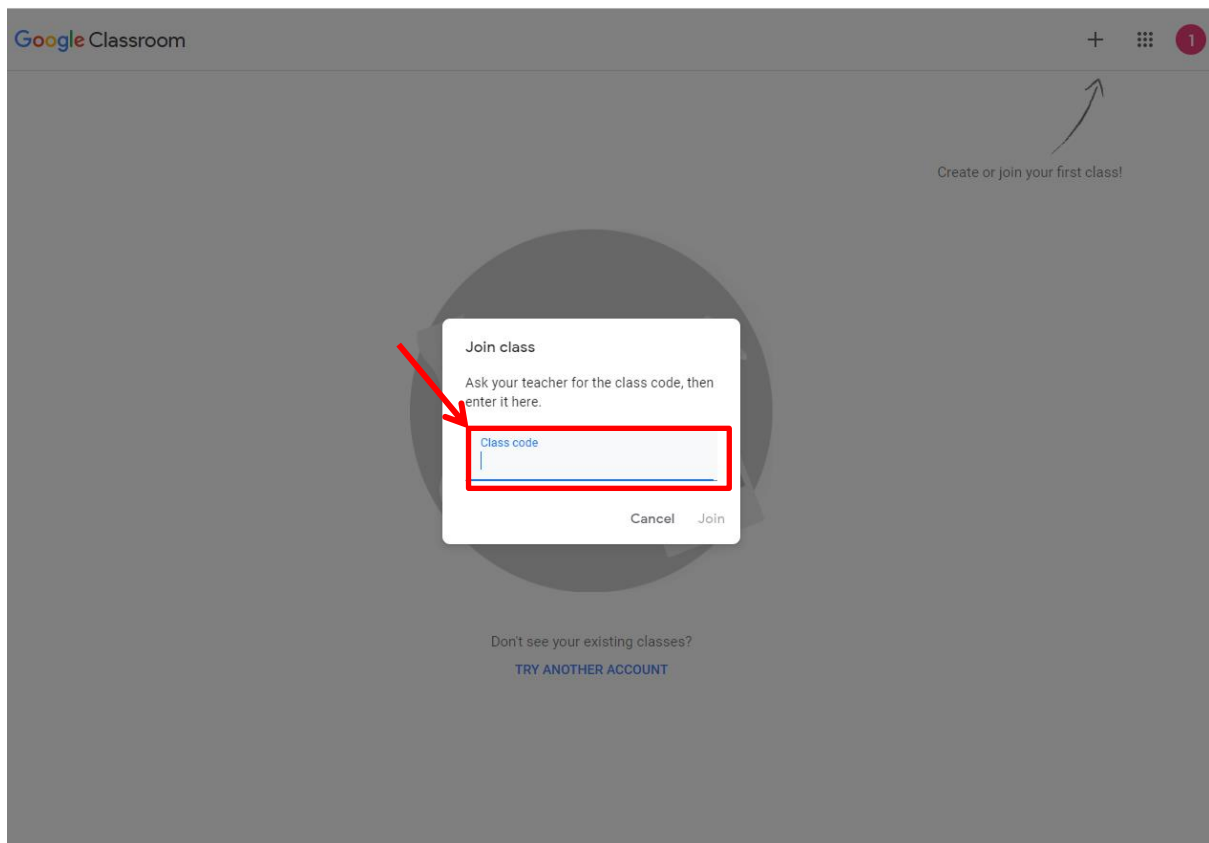 Google Classroom
1
Create or join your first class!
Join class
Ask your teacher for the class code, then
enter it here.
Class code
Cancel Join
Don't see your existing classes?
TRY ANOTHER ACCOUNT